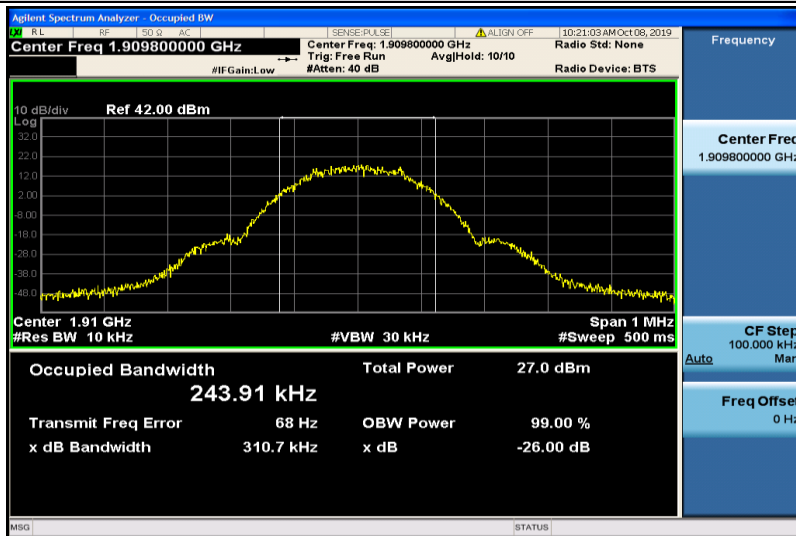 Agilent Spectrum Analyzer - Occupied BW
LXI RL RF 50 Ω AC SENSE:PULSE ALIGN OFF 10:21:03 AM Oct 08, 2019
Center Freq 1.909800000 GHz Center Freq: 1.909800000 GHz Radio Std: None
Trig: Free Run Avg|Hold: 10/10
#IFGain:Low #Atten: 40 dB Radio Device: BTS
Frequency
10 dB/div Ref 42.00 dBm
Log
32.0
22.0
12.0
2.00
-8.00
-18.0
-28.0
-38.0
-48.0
Center 1.91 GHz Span 1 MHz
#Res BW 10 kHz #VBW 30 kHz #Sweep 500 ms
Occupied Bandwidth Total Power 27.0 dBm
243.91 kHz
Transmit Freq Error 68 Hz OBW Power 99.00 %
x dB Bandwidth 310.7 kHz x dB -26.00 dB
Center Freq
1.909800000 GHz
CF Step
100.000 kHz
Auto Man
Freq Offset
0 Hz
MSG STATUS